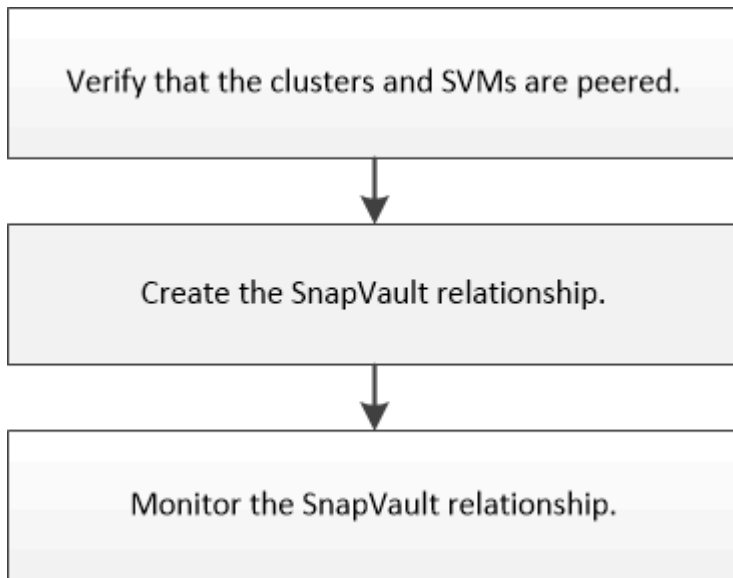 Verify that the clusters and SVMs are peered.
Create the SnapVault relationship.
Monitor the SnapVault relationship.